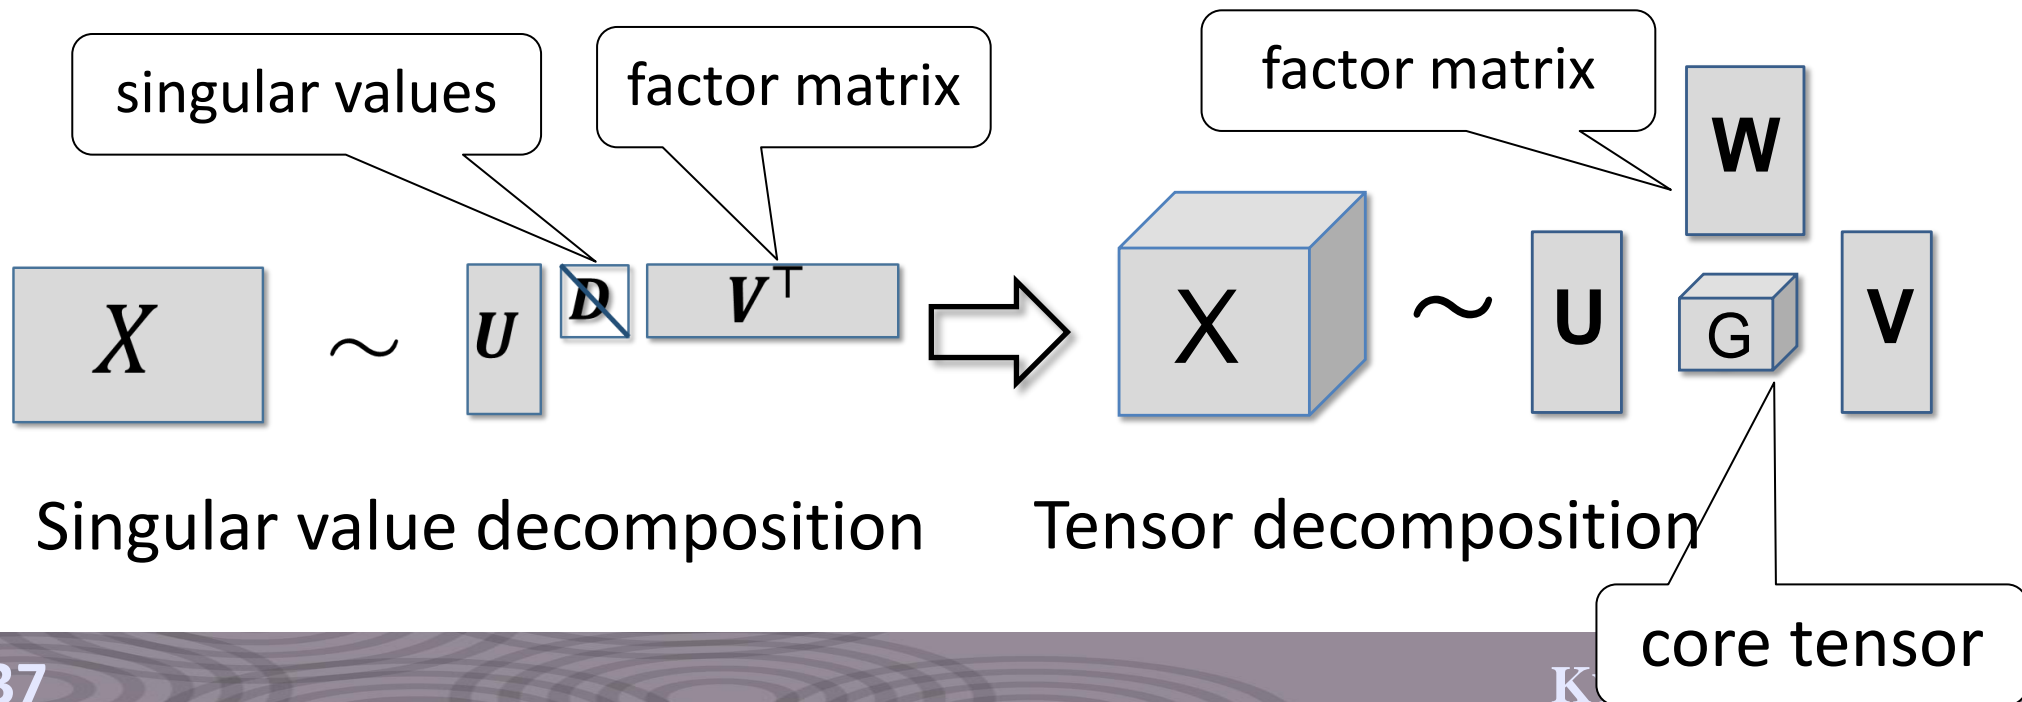 singular values
factor matrix
factor matrix
W
X ∼ U D V⊤
X ∼ U G V
Singular value decomposition
Tensor decomposition
core tensor
37
K